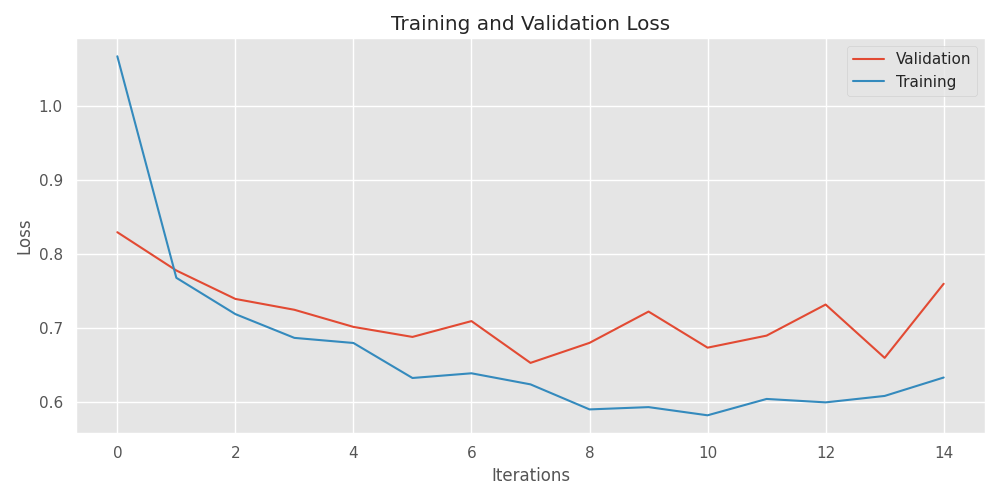 Training and Validation Loss
Validation
Training
1.0
0.9
0.8
0.7
0.6
Loss
0 2 4 6 8 10 12 14
Iterations